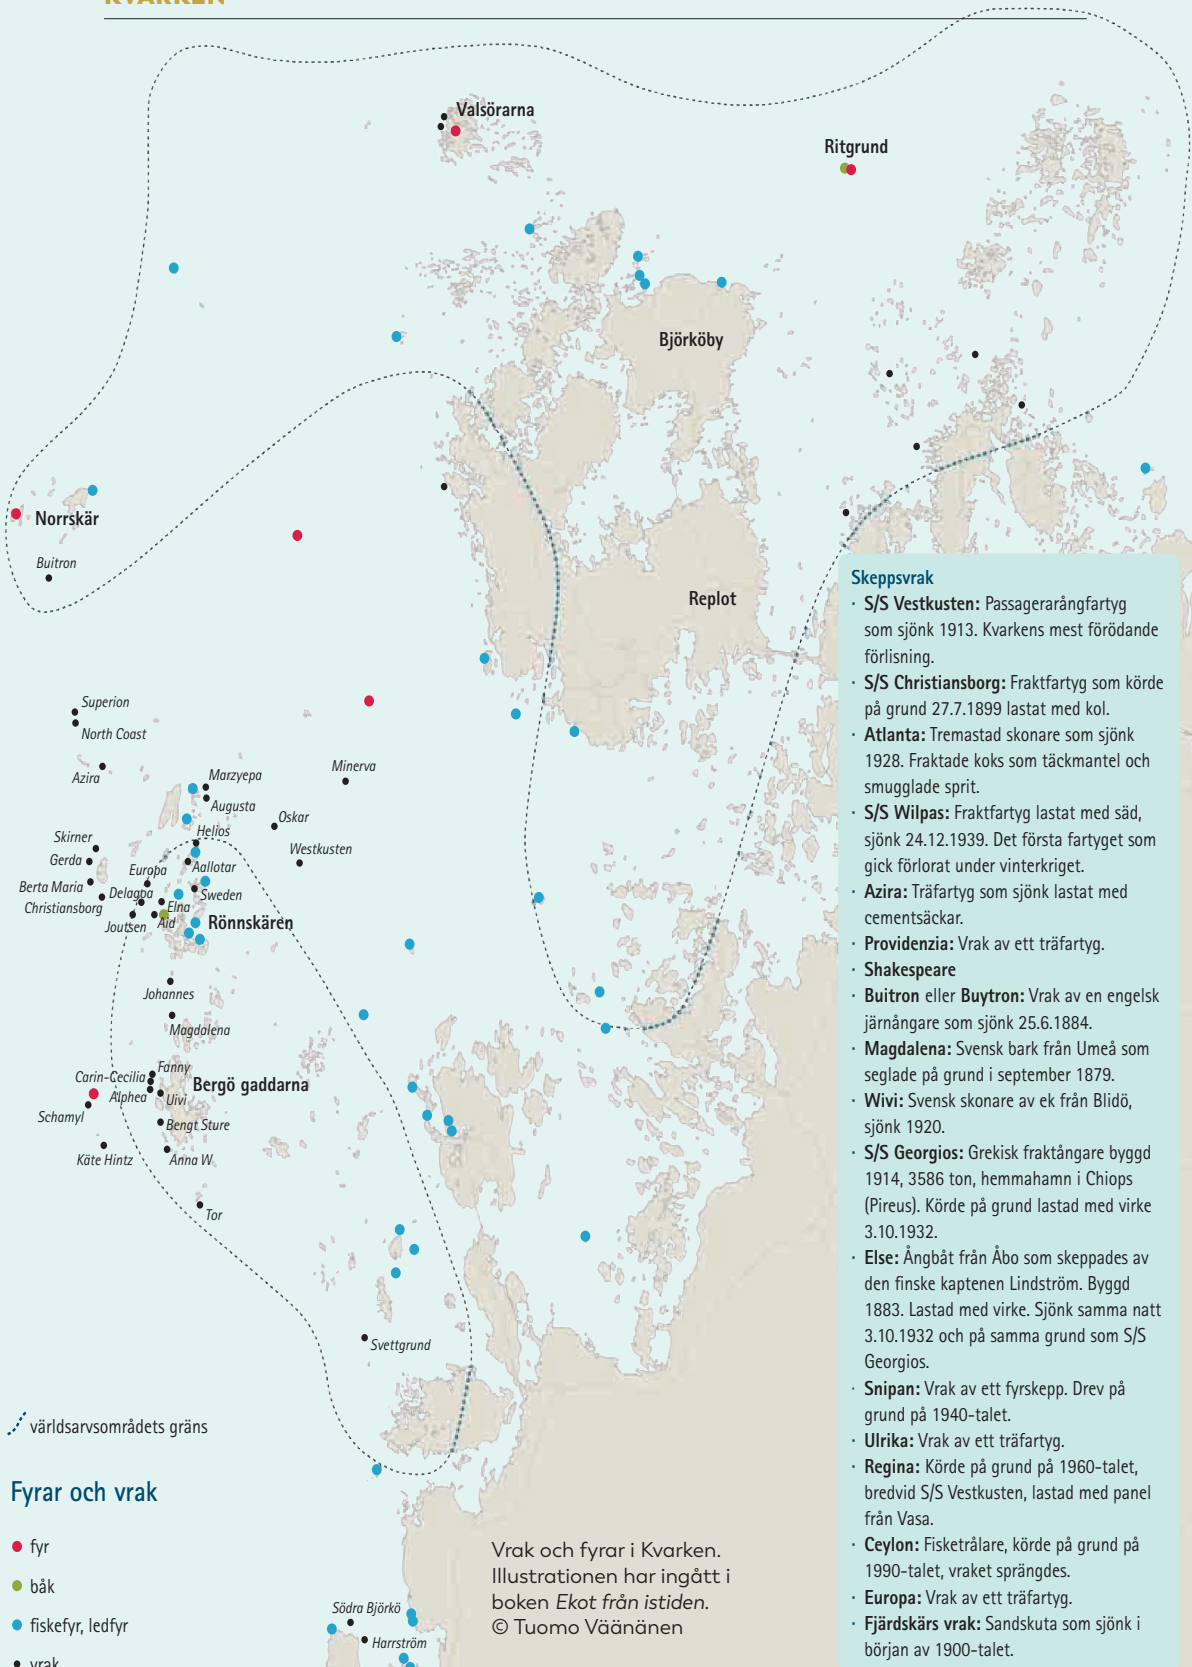 KVARKEN
Valsörarna
Ritgrund
Björköby
Norrskär
Buitron
Replot
Superion
North Coast
Azira
Marzyepa
Augusta
Minerva
Oskar
Helios
Westkusten
Skirner
Gerda
Aallotar
Europa
Berta Maria
Delagoa
Sweden
Christiansborg
Elna
Joutsen
Aid
Rönnskären
Johannes
Magdalena
Fanny
Carin-Cecilia
Bergö gaddarna
Alphea
Uivi
Schamyl
Bengt Sture
Käte Hintz
Anna W.
Tor
Svettgrund
världsarvsområdets gräns
Fyrar och vrak
fyr
båk
fiskefyr, ledfyr
vrak
Södra Björkö
Harrström
Vrak och fyrar i Kvarken.
Illustrationen har ingått i
boken Ekot från istiden.
© Tuomo Väänänen
Skeppsvrak
· S/S Vestkusten: Passagerarångfartyg
som sjönk 1913. Kvarkens mest förödande
förlisning.
· S/S Christiansborg: Fraktfartyg som körde
på grund 27.7.1899 lastat med kol.
· Atlanta: Tremastad skonare som sjönk
1928. Fraktade koks som täckmantel och
smugglade sprit.
· S/S Wilpas: Fraktfartyg lastat med säd,
sjönk 24.12.1939. Det första fartyget som
gick förlorat under vinterkriget.
· Azira: Träfartyg som sjönk lastat med
cementsäckar.
· Providenzia: Vrak av ett träfartyg.
· Shakespeare
· Buitron eller Buytron: Vrak av en engelsk
järnångare som sjönk 25.6.1884.
· Magdalena: Svensk bark från Umeå som
seglade på grund i september 1879.
· Wivi: Svensk skonare av ek från Blidö,
sjönk 1920.
· S/S Georgios: Grekisk fraktångare byggd
1914, 3586 ton, hemmahamn i Chiops
(Pireus). Körde på grund lastad med virke
3.10.1932.
· Else: Ångbåt från Åbo som skeppades av
den finske kaptenen Lindström. Byggd
1883. Lastad med virke. Sjönk samma natt
3.10.1932 och på samma grund som S/S
Georgios.
· Snipan: Vrak av ett fyrskepp. Drev på
grund på 1940-talet.
· Ulrika: Vrak av ett träfartyg.
· Regina: Körde på grund på 1960-talet,
bredvid S/S Vestkusten, lastad med panel
från Vasa.
· Ceylon: Fisketrålare, körde på grund på
1990-talet, vraket sprängdes.
· Europa: Vrak av ett träfartyg.
· Fjärdskärs vrak: Sandskuta som sjönk i
början av 1900-talet.